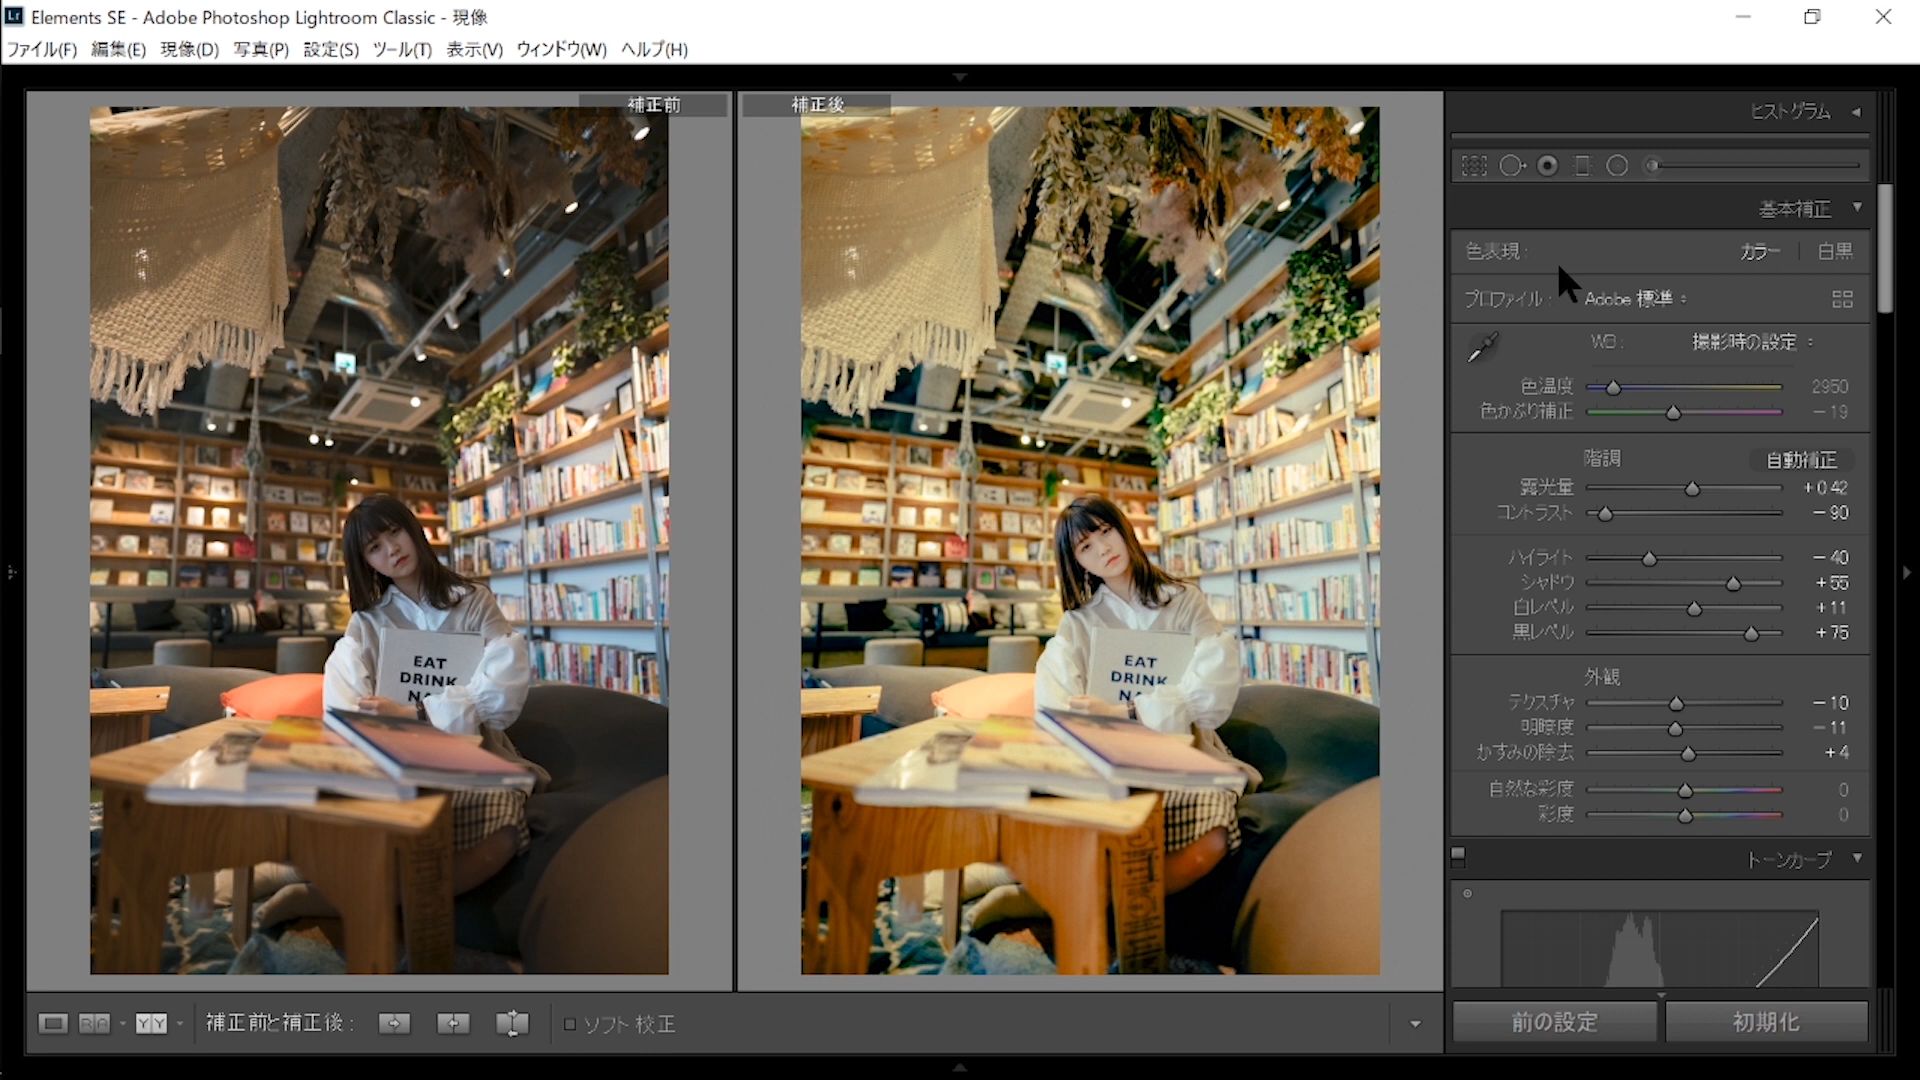 Lr Elements SE - Adobe Photoshop Lightroom Classic - 現像
ファイル(F) 編集(E) 現像(D) 写真(P) 設定(S) ツール(T) 表示(V) ウィンドウ(W) ヘルプ(H)
補正前
補正後
EAT
DRINK
EAT
DRINK
ヒストグラム
基本補正
色表現 : カラー 白黒
プロファイル : Adobe 標準
WB : 撮影時の設定
色温度 2950
色かぶり補正 - 19
階調 自動補正
露光量 + 0.42
コントラスト - 90
ハイライト - 40
シャドウ + 55
白レベル + 11
黒レベル + 75
外観
テクスチャ - 10
明瞭度 - 11
かすみの除去 + 4
自然な彩度 0
彩度 0
トーンカーブ
RA YY 補正前と補正後 : ソフト校正
前の設定 初期化